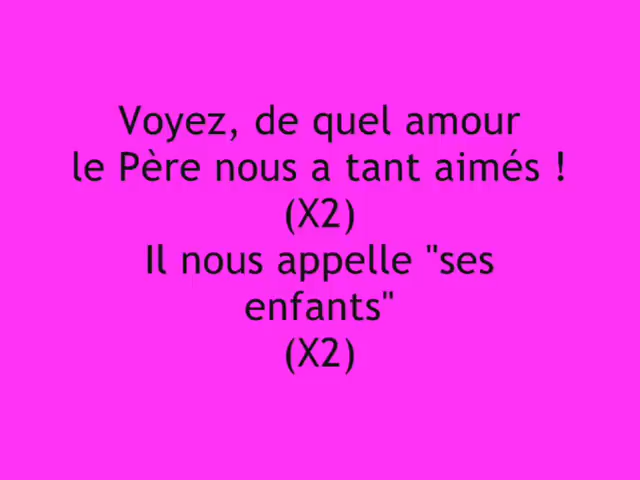 Voyez, de quel amour
le Père nous a tant aimés !
(X2)
Il nous appelle "ses
enfants"
(X2)